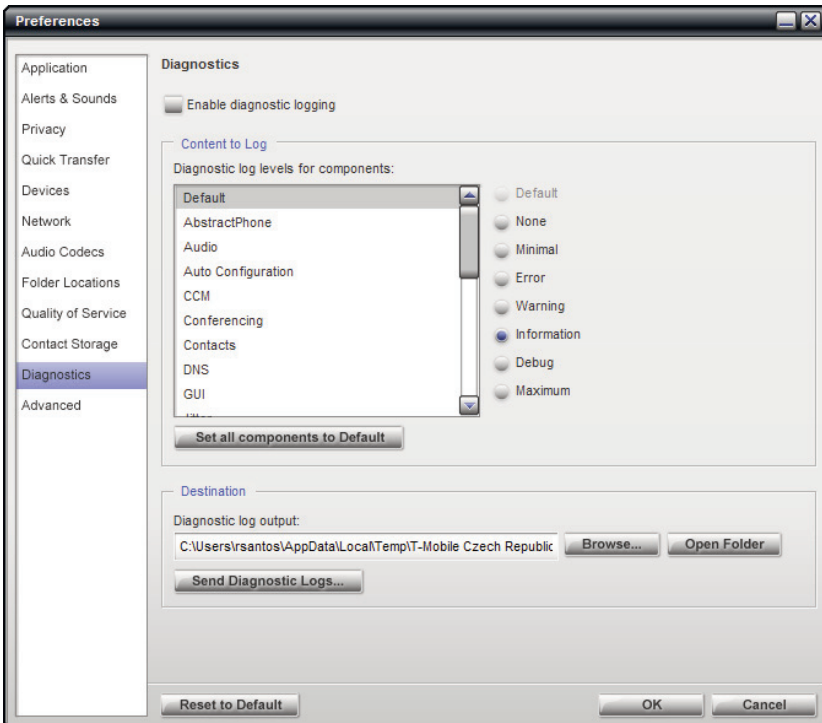 Preferences
Application
Alerts & Sounds
Privacy
Quick Transfer
Devices
Network
Audio Codecs
Folder Locations
Quality of Service
Contact Storage
Diagnostics
Advanced
Diagnostics
Enable diagnostic logging
Content to Log
Diagnostic log levels for components:
Default
AbstractPhone
Audio
Auto Configuration
CCM
Conferencing
Contacts
DNS
GUI
Default
None
Minimal
Error
Warning
Information
Debug
Maximum
Set all components to Default
Destination
Diagnostic log output:
C:\Users\rsantos\AppData\Local\Temp\T-Mobile Czech Republic
Browse...
Open Folder
Send Diagnostic Logs...
Reset to Default
OK
Cancel